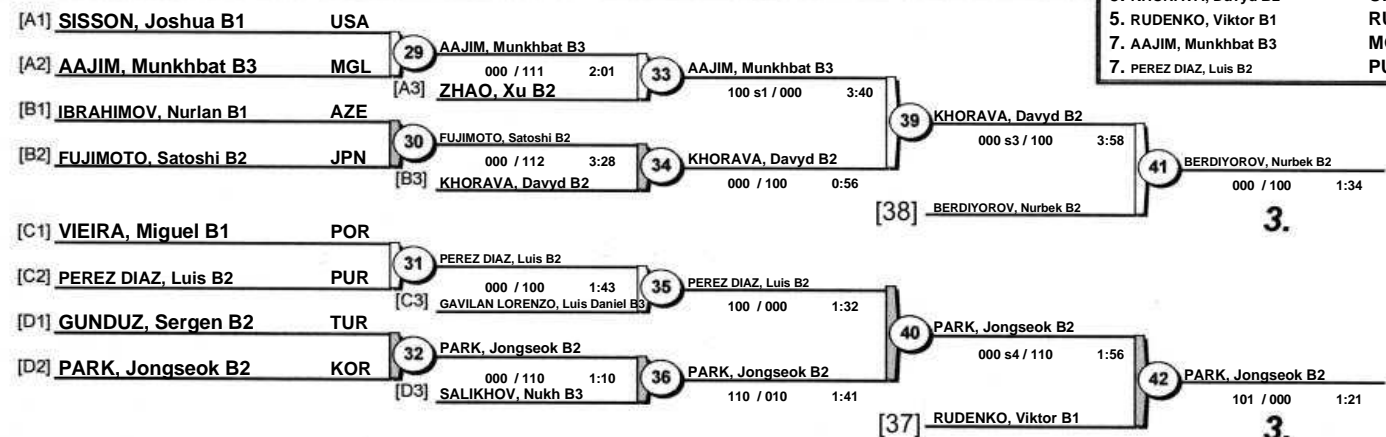 5. RUDENKO, Viktor B1 RU
7. AAJIM, Munkhbat B3
7. PEREZ DIAZ, Luis B2 PU
[A1] SISSON, Joshua B1 USA
[A2] AAJIM, Munkhbat B3 MGL
29 AAJIM, Munkhbat B3
000 / 111 2:01
[A3] ZHAO, Xu B2
33 AAJIM, Munkhbat B3
100 s1 / 000 3:40
[B1] IBRAHIMOV, Nurlan B1 AZE
[B2] FUJIMOTO, Satoshi B2 JPN
30 FUJIMOTO, Satoshi B2
000 / 112 3:28
[B3] KHORAVA, Davyd B2
34 KHORAVA, Davyd B2
000 / 100 0:56
39 KHORAVA, Davyd B2
000 s3 / 100 3:58
[38] BERDIYOROV, Nurbek B2
41 BERDIYOROV, Nurbek B2
000 / 100 1:34
3.
[C1] VIEIRA, Miguel B1 POR
[C2] PEREZ DIAZ, Luis B2 PUR
31 PEREZ DIAZ, Luis B2
000 / 100 1:43
[C3] GAVILAN LORENZO, Luis Daniel B3
35 PEREZ DIAZ, Luis B2
100 / 000 1:32
[D1] GUNDUZ, Sergen B2 TUR
[D2] PARK, Jongseok B2 KOR
32 PARK, Jongseok B2
000 / 110 1:10
[D3] SALIKHOV, Nukh B3
36 PARK, Jongseok B2
110 / 010 1:41
40 PARK, Jongseok B2
000 s4 / 110 1:56
[37] RUDENKO, Viktor B1
42 PARK, Jongseok B2
101 / 000 1:21
3.